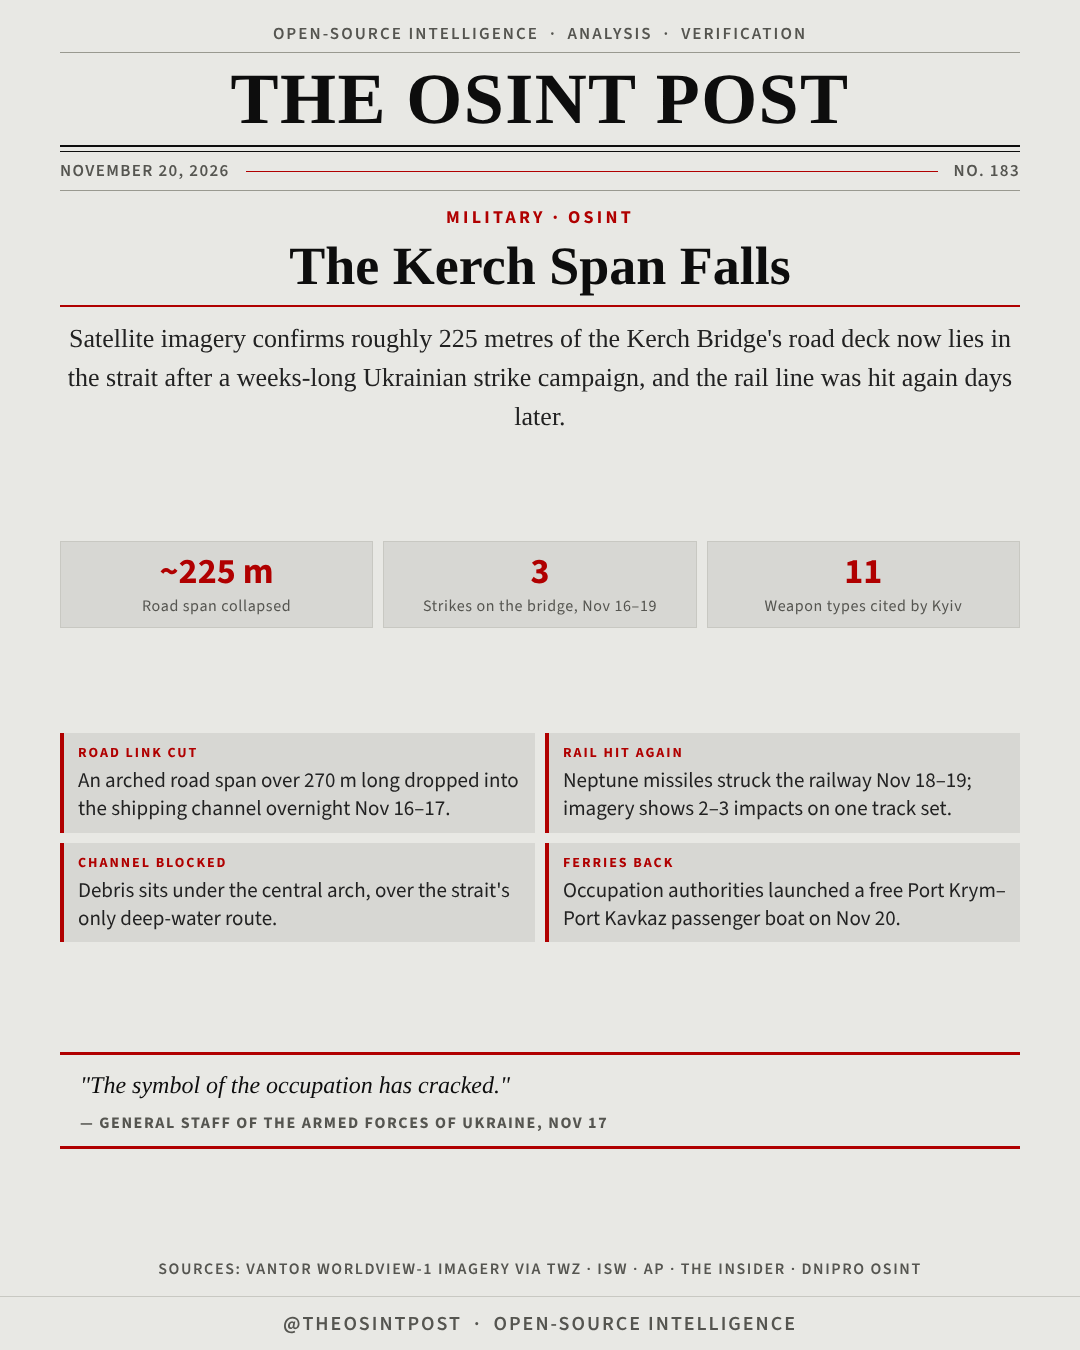 OPEN-SOURCE INTELLIGENCE · ANALYSIS · VERIFICATION
THE OSINT POST
NOVEMBER 20, 2026
NO. 183
MILITARY · OSINT
The Kerch Span Falls
Satellite imagery confirms roughly 225 metres of the Kerch Bridge's road deck now lies in
the strait after a weeks-long Ukrainian strike campaign, and the rail line was hit again days
later.
~225 m
Road span collapsed
3
Strikes on the bridge, Nov 16–19
11
Weapon types cited by Kyiv
ROAD LINK CUT
An arched road span over 270 m long dropped into
the shipping channel overnight Nov 16–17.
RAIL HIT AGAIN
Neptune missiles struck the railway Nov 18–19;
imagery shows 2–3 impacts on one track set.
CHANNEL BLOCKED
Debris sits under the central arch, over the strait's
only deep-water route.
FERRIES BACK
Occupation authorities launched a free Port Krym–
Port Kavkaz passenger boat on Nov 20.
"The symbol of the occupation has cracked."
— GENERAL STAFF OF THE ARMED FORCES OF UKRAINE, NOV 17
SOURCES: VANTOR WORLDVIEW-1 IMAGERY VIA TWZ · ISW · AP · THE INSIDER · DNIPRO OSINT
@THEOSINTPOST · OPEN-SOURCE INTELLIGENCE